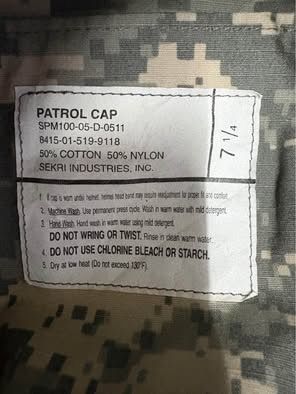 PATROL CAP
SPM100-05-D-0511
8415-01-519-9118
50% COTTON 50% NYLON
SEKRI INDUSTRIES, INC.
7 1/4
1. If cap is worn under helmet, helmet head band may require readjustment for proper fit and comfort.
2. Machine Wash. Use permanent press cycle. Wash in warm water with mild detergent.
3. Hand Wash. Hand wash in warm water using mild detergent.
DO NOT WRING OR TWIST. Rinse in clean warm water.
4. DO NOT USE CHLORINE BLEACH OR STARCH.
5. Dry at low heat (Do not exceed 130°F).